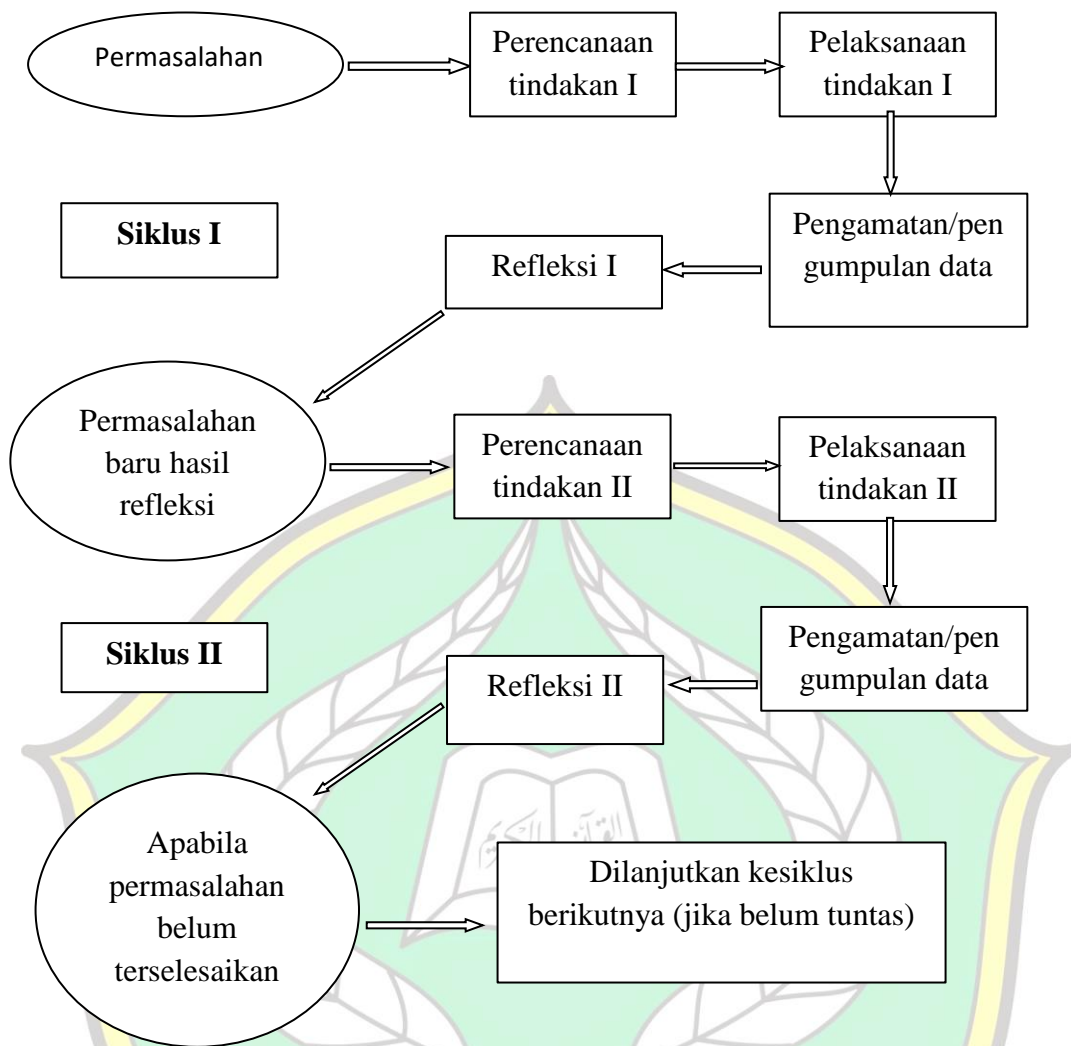 Permasalahan
Perencanaan
tindakan I
Pelaksanaan
tindakan I
Siklus I
Refleksi I
Pengamatan/pen
gumpulan data
Permasalahan
baru hasil
refleksi
Perencanaan
tindakan II
Pelaksanaan
tindakan II
Siklus II
Refleksi II
Pengamatan/pen
gumpulan data
Apabila
permasalahan
belum
terselesaikan
Dilanjutkan kesiklus
berikutnya (jika belum tuntas)